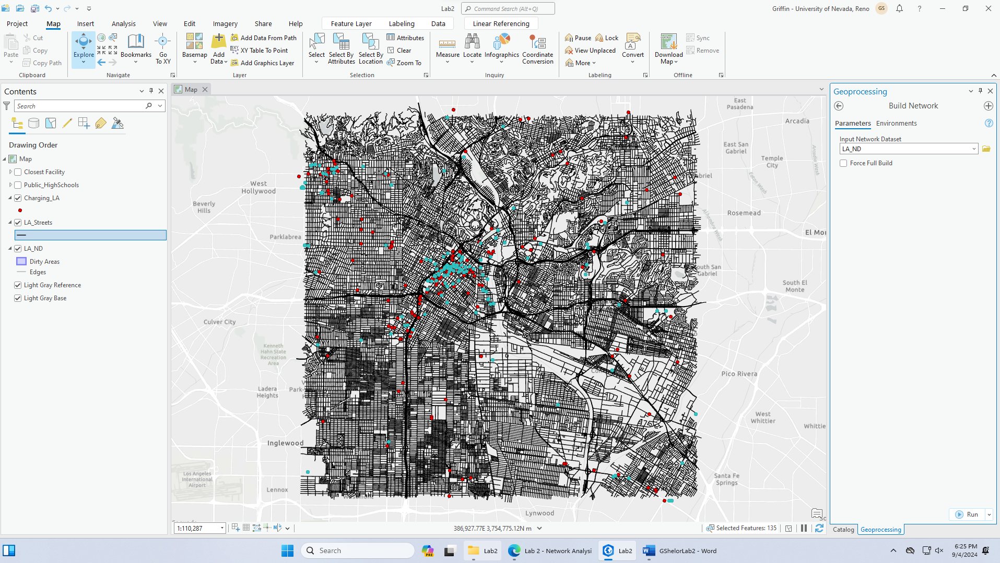 Lab2
Command Search (Alt+Q)
Griffin - University of Nevada, Reno
GS
?
Project
Map
Insert
Analysis
View
Edit
Imagery
Share
Help
Feature Layer
Labeling
Data
Linear Referencing
Paste
Cut
Copy
Copy Path
Clipboard
Explore
Bookmarks
Go To XY
Navigate
Basemap
Add Data
Add Data From Path
XY Table To Point
Add Graphics Layer
Layer
Select
Select By Attributes
Select By Location
Attributes
Clear
Zoom To
Selection
Measure
Locate
Infographics
Coordinate Conversion
Inquiry
Pause
Lock
View Unplaced
More
Convert
Labeling
Download Map
Sync
Remove
Offline
Contents
Search
Drawing Order
Map
Closest Facility
Public_HighSchools
Charging_LA
LA_Streets
LA_ND
Dirty Areas
Edges
Light Gray Reference
Light Gray Base
Map
East Pasadena
Arcadia
East San Gabriel
Temple City
Arcadia Wash
Eaton Wash
West Hollywood
Beverly Hills
Rosemead
Alhambra Wash
Parklabrea
El Mon
South San Gabriel
South El Monte
Culver City
Kenneth Hahn State Recreation Area
Ladera Heights
Pico Rivera
West Whittier
Whittie
Inglewood
Los Angeles International Airport
Lennox
Santa Fe Springs
Lynwood
1:110,287
386,927.77E 3,754,775.12N m
Selected Features: 135
Geoprocessing
Build Network
Parameters
Environments
?
Input Network Dataset
LA_ND
Force Full Build
Run
Catalog
Geoprocessing
Search
PRE
Lab2
Lab 2 - Network Analysi
Lab2
GShelorLab2 - Word
6:25 PM
9/4/2024